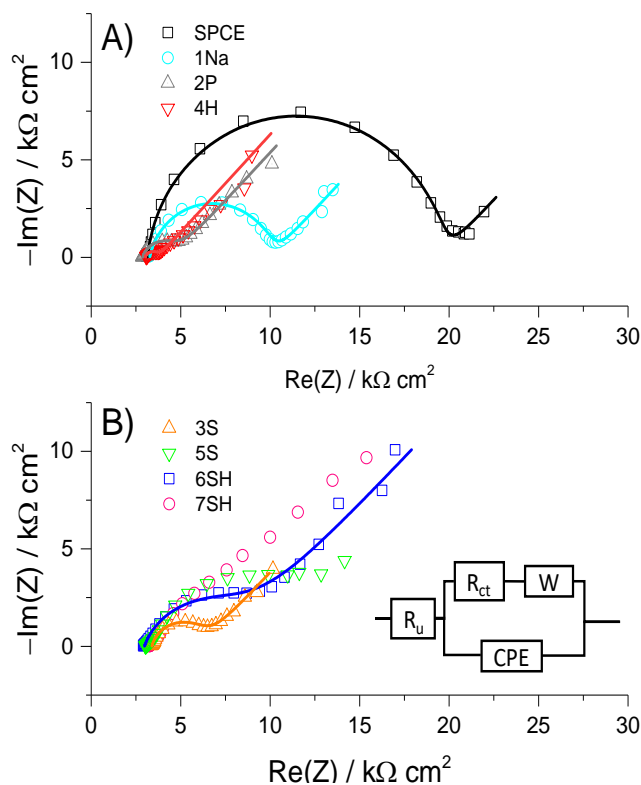 A)
SPCE
1Na
2P
4H
10
5
0
−Im(Z) / kΩ cm²
0 5 10 15 20 25 30
Re(Z) / kΩ cm²
B)
3S
5S
6SH
7SH
10
5
0
−Im(Z) / kΩ cm²
R_ct
W
R_u
CPE
0 5 10 15 20 25 30
Re(Z) / kΩ cm²